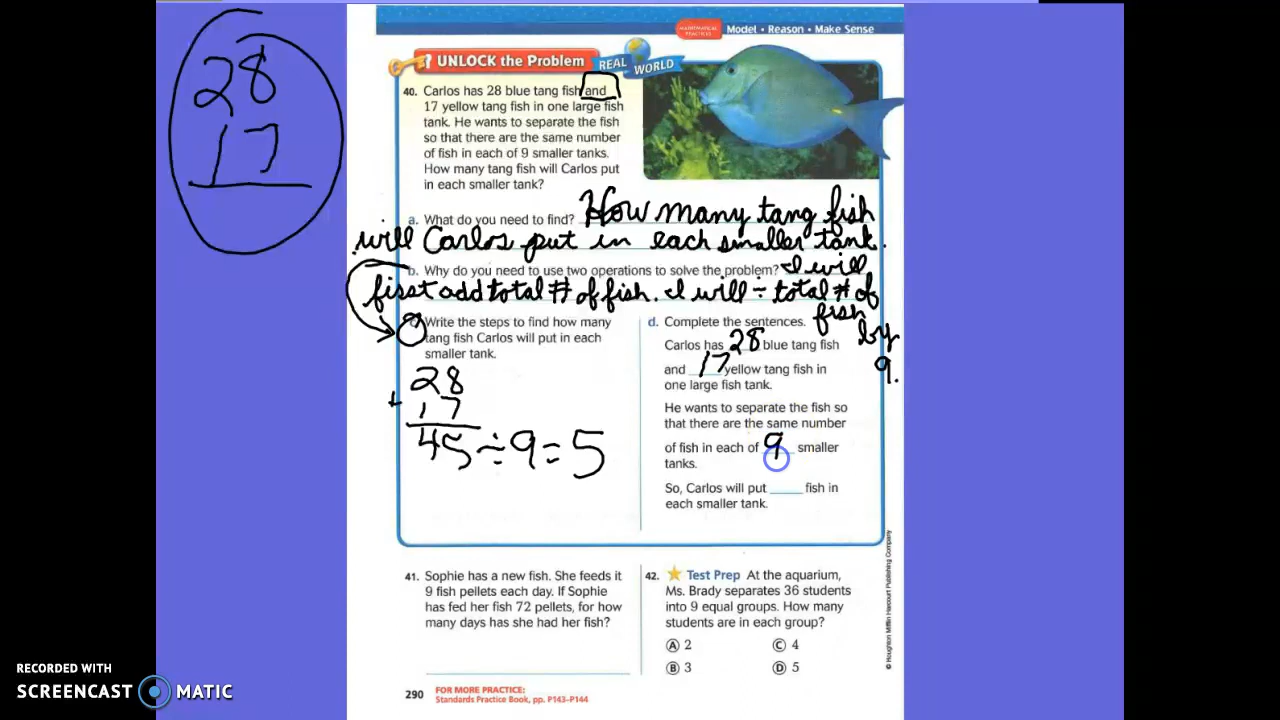 28
17
MATHEMATICAL PRACTICES Model • Reason • Make Sense
UNLOCK the Problem REAL WORLD
40. Carlos has 28 blue tang fish and
17 yellow tang fish in one large fish
tank. He wants to separate the fish
so that there are the same number
of fish in each of 9 smaller tanks.
How many tang fish will Carlos put
in each smaller tank?
a. What do you need to find? How many tang fish
will Carlos put in each smaller tank.
b. Why do you need to use two operations to solve the problem? I will
first add total # of fish. I will ÷ total # of
fish by
9.
Write the steps to find how many
tang fish Carlos will put in each
smaller tank.
28
+ 17
45 ÷ 9 = 5
d. Complete the sentences.
Carlos has 28 blue tang fish
and 17 yellow tang fish in
one large fish tank.
He wants to separate the fish so
that there are the same number
of fish in each of 9 smaller
tanks.
So, Carlos will put ____ fish in
each smaller tank.
41. Sophie has a new fish. She feeds it
9 fish pellets each day. If Sophie
has fed her fish 72 pellets, for how
many days has she had her fish?
42. Test Prep At the aquarium,
Ms. Brady separates 36 students
into 9 equal groups. How many
students are in each group?
A 2 C 4
B 3 D 5
© Houghton Mifflin Harcourt Publishing Company
290 FOR MORE PRACTICE:
Standards Practice Book, pp. P143–P144
RECORDED WITH
SCREENCAST MATIC